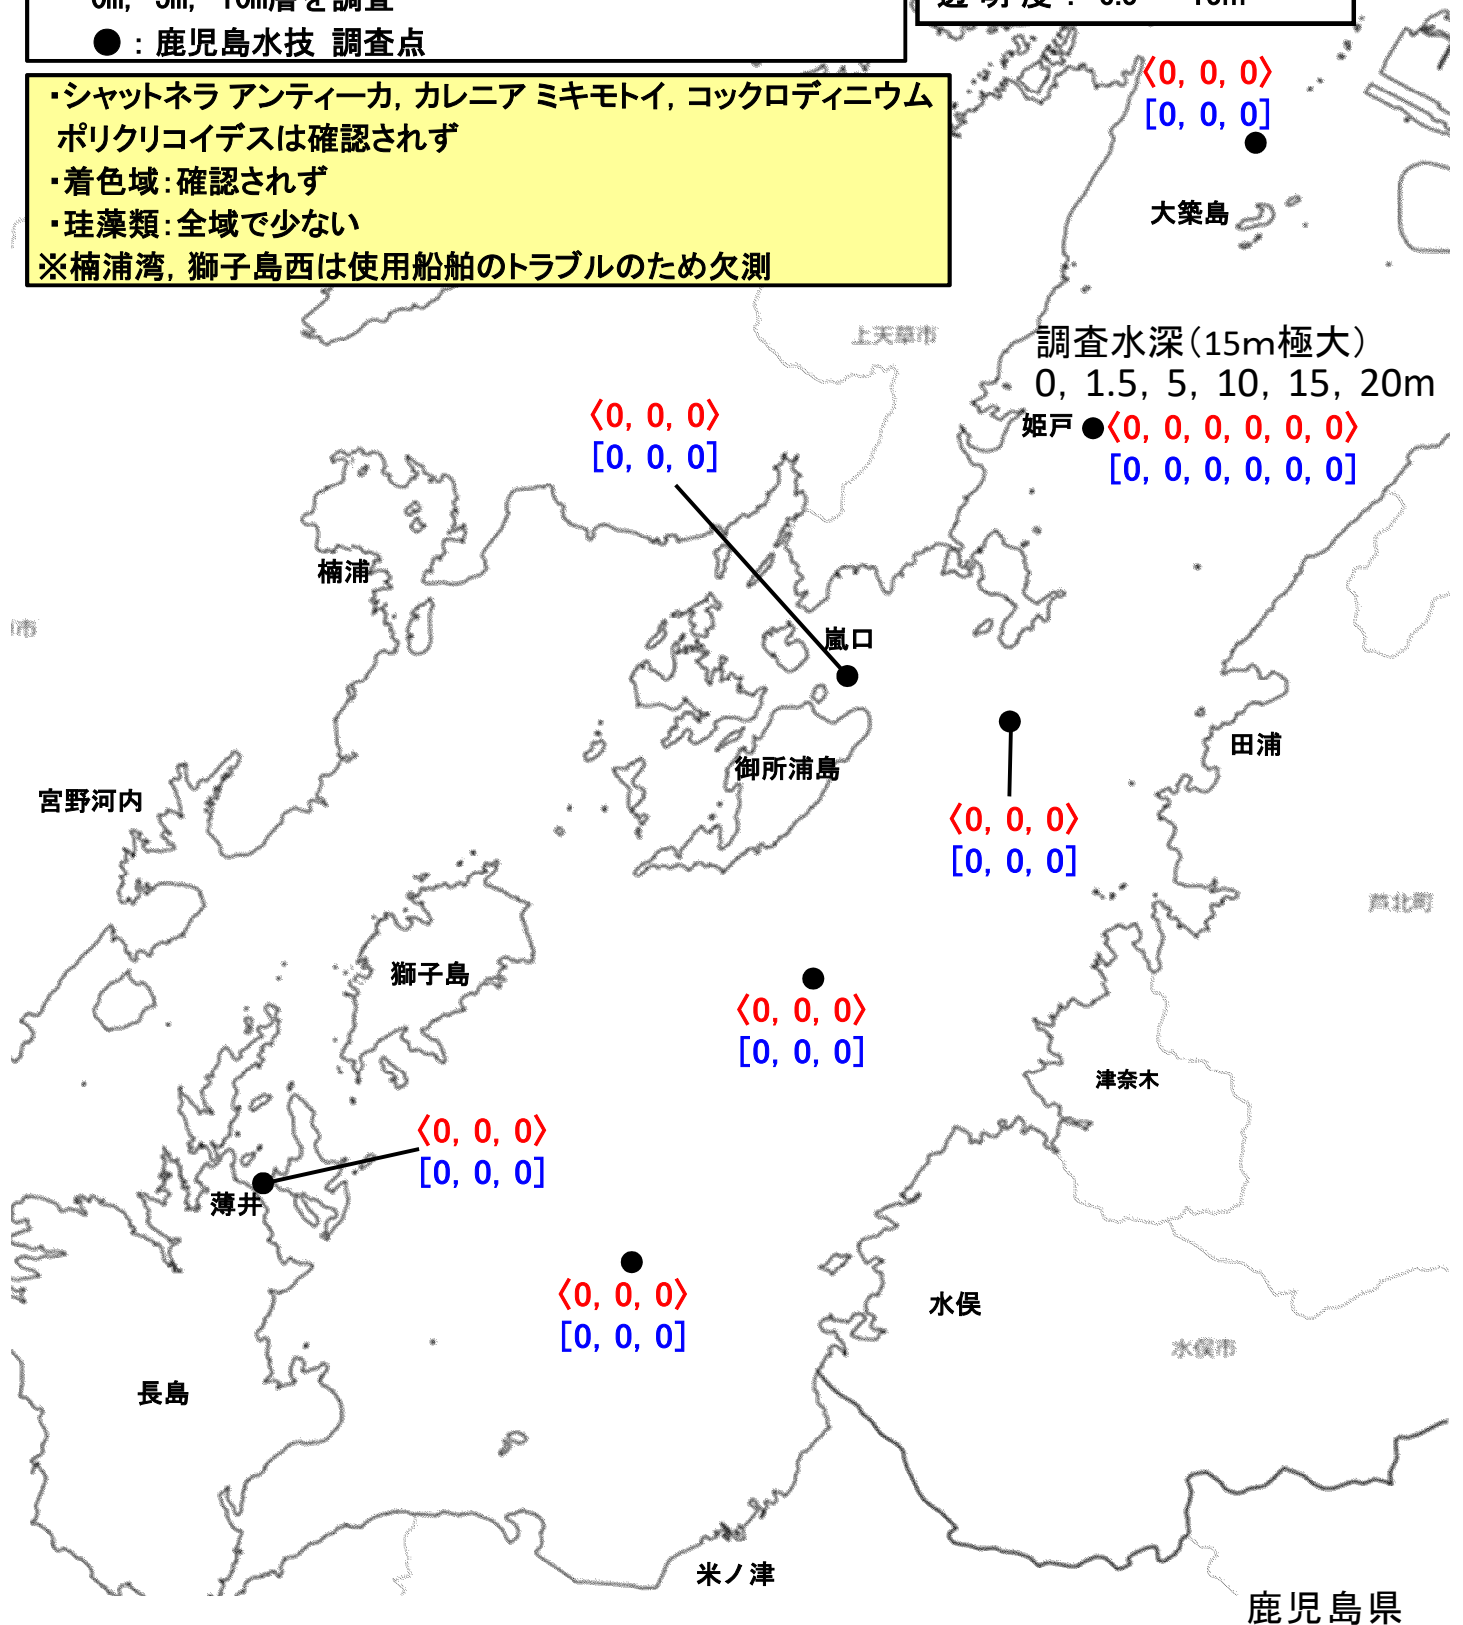 0m, 5m, 10m層を調査
●：鹿児島水技 調査点
・シャットネラ アンティーカ, カレニア ミキモトイ, コックロディニウム
ポリクリコイデスは確認されず
・着色域：確認されず
・珪藻類：全域で少ない
※楠浦湾, 獅子島西は使用船舶のトラブルのため欠測
〈0, 0, 0〉
[0, 0, 0]
大築島
上天草市
調査水深（15m極大）
0, 1.5, 5, 10, 15, 20m
姫戸
〈0, 0, 0, 0, 0, 0〉
[0, 0, 0, 0, 0, 0]
〈0, 0, 0〉
[0, 0, 0]
楠浦
市
嵐口
田浦
御所浦島
宮野河内
〈0, 0, 0〉
[0, 0, 0]
芦北町
獅子島
〈0, 0, 0〉
[0, 0, 0]
津奈木
〈0, 0, 0〉
[0, 0, 0]
薄井
〈0, 0, 0〉
[0, 0, 0]
水俣
水俣市
長島
米ノ津
鹿児島県